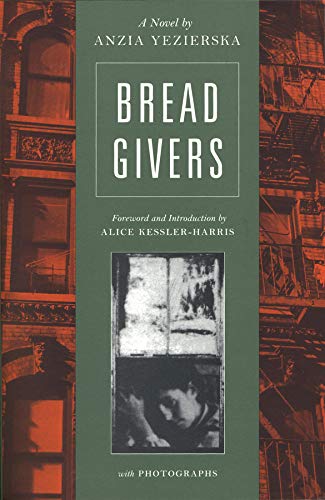 A Novel by
ANZIA YEZIERSKA
BREAD
GIVERS
Foreword and Introduction by
ALICE KESSLER-HARRIS
with PHOTOGRAPHS